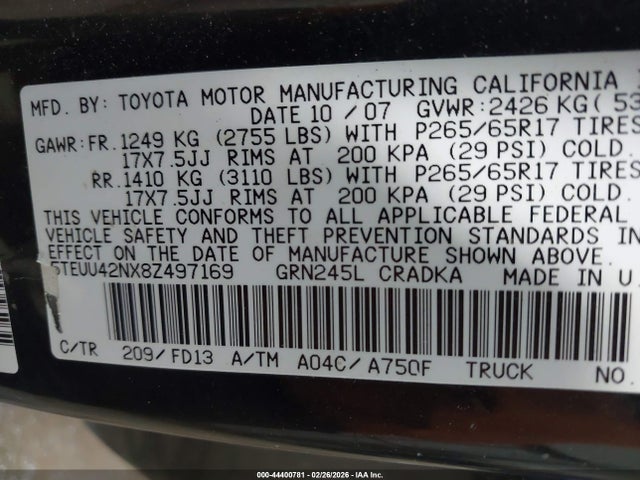 MFD. BY: TOYOTA MOTOR MANUFACTURING CALIFORNIA
DATE 10 / 07 GVWR: 2426 KG ( 53
GAWR: FR. 1249 KG (2755 LBS) WITH P265/65R17 TIRES
17X7.5JJ RIMS AT 200 KPA (29 PSI) COLD.
RR. 1410 KG (3110 LBS) WITH P265/65R17 TIRES
17X7.5JJ RIMS AT 200 KPA (29 PSI) COLD.
THIS VEHICLE CONFORMS TO ALL APPLICABLE FEDERAL
VEHICLE SAFETY AND THEFT PREVENTION STANDARDS IN
EFFECT ON THE DATE OF MANUFACTURE SHOWN ABOVE.
5TEUU42NX8Z497169 GRN245L CRADKA MADE IN U.
C/TR 209/FD13 A/TM A04C/A750F TRUCK NO.
000-44400781 - 02/26/2026 - IAA Inc.